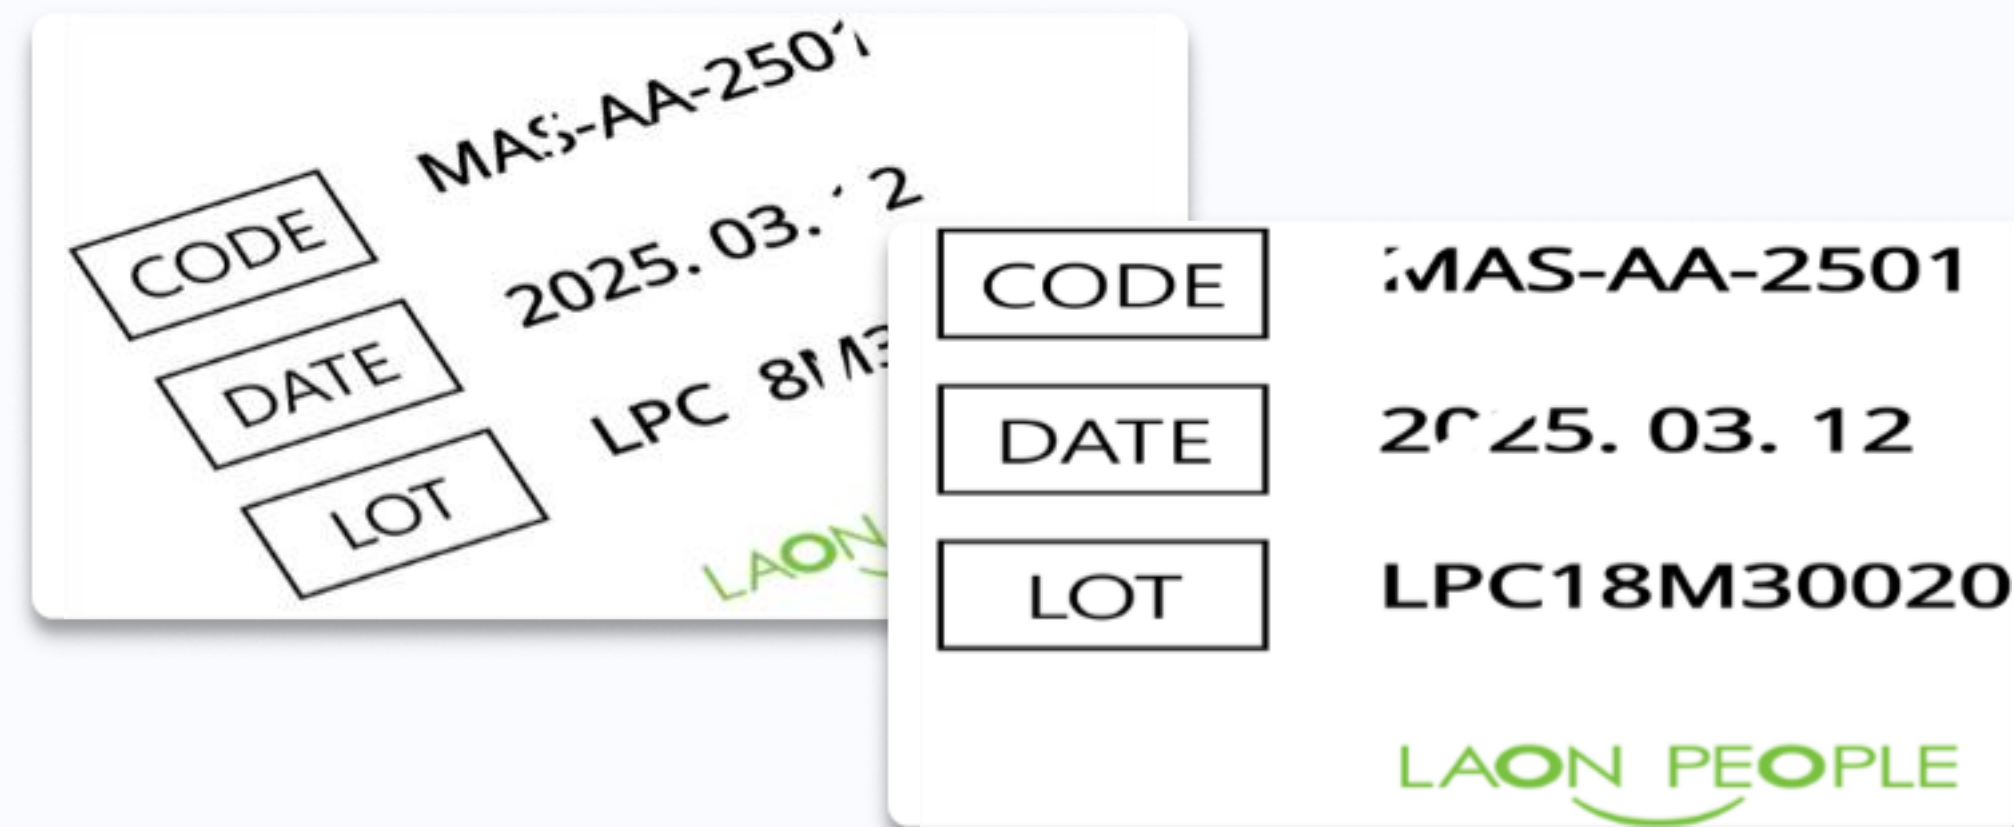 CODE MAS-AA-2501
DATE 2025. 03. 12
LOT LPC 8M3
LAON
CODE MAS-AA-2501
DATE 2025. 03. 12
LOT LPC18M30020
LAON PEOPLE